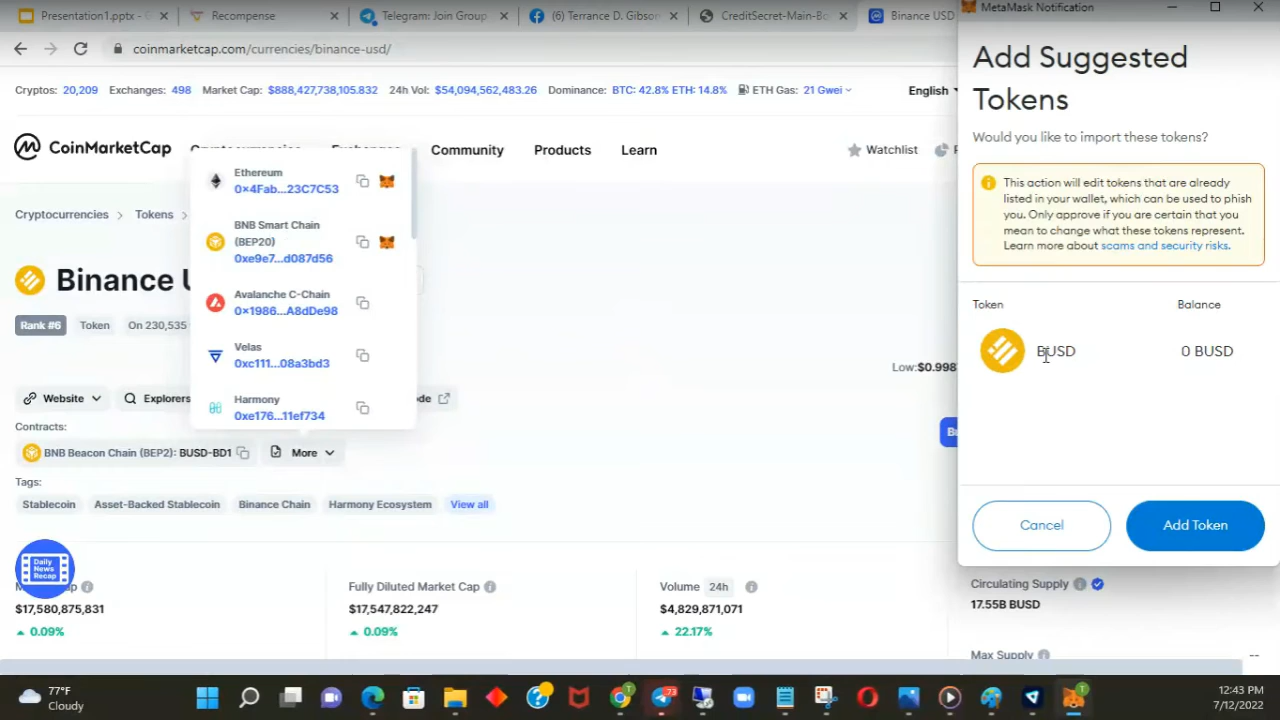 Presentation1.pptx - G
Recompense
Telegram: Join Group
(6) Terrance D. Gibson
CreditSecret-Main-Bo
Binance USD
coinmarketcap.com/currencies/binance-usd/
Cryptos: 20,209 Exchanges: 498 Market Cap: $888,427,738,105.832 24h Vol: $54,094,562,483.26 Dominance: BTC: 42.8% ETH: 14.8% ETH Gas: 21 Gwei
English
CoinMarketCap
Community Products Learn
Watchlist
Cryptocurrencies > Tokens >
Ethereum
0x4Fab...23C7C53
BNB Smart Chain
(BEP20)
0xe9e7...d087d56
Avalanche C-Chain
0x1986...A8dDe98
Velas
0xc111...08a3bd3
Harmony
0xe176...11ef734
Binance U
Rank #6 Token On 230,535
Low:$0.998
Website
Explorers
Contracts:
BNB Beacon Chain (BEP2): BUSD-BD1
More
Tags:
Stablecoin Asset-Backed Stablecoin Binance Chain Harmony Ecosystem View all
Daily
News
Recap
$17,580,875,831
0.09%
Fully Diluted Market Cap
$17,547,822,247
0.09%
Volume 24h
$4,829,871,071
22.17%
Circulating Supply
17.55B BUSD
Max Supply --
MetaMask Notification
Add Suggested
Tokens
Would you like to import these tokens?
This action will edit tokens that are already
listed in your wallet, which can be used to phish
you. Only approve if you are certain that you
mean to change what these tokens represent.
Learn more about scams and security risks.
Token Balance
BUSD 0 BUSD
Cancel Add Token
77°F
Cloudy
73
12:43 PM
7/12/2022